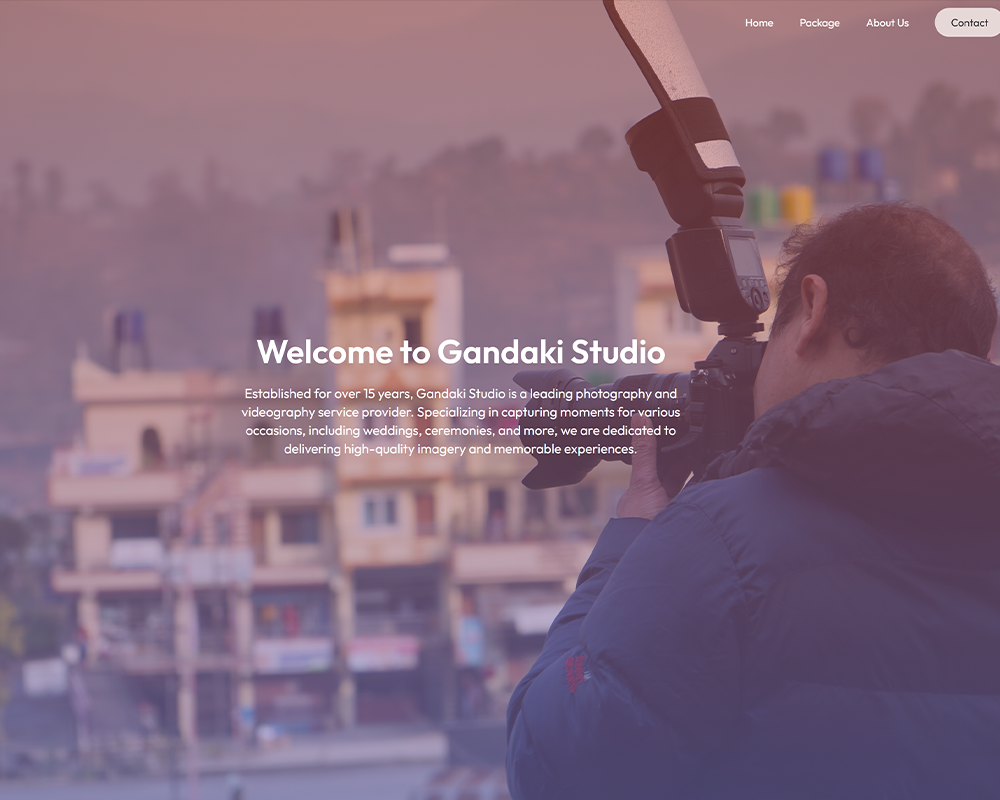 Home Package About Us Contact
Welcome to Gandaki Studio
Established for over 15 years, Gandaki Studio is a leading photography and
videography service provider. Specializing in capturing moments for various
occasions, including weddings, ceremonies, and more, we are dedicated to
delivering high-quality imagery and memorable experiences.